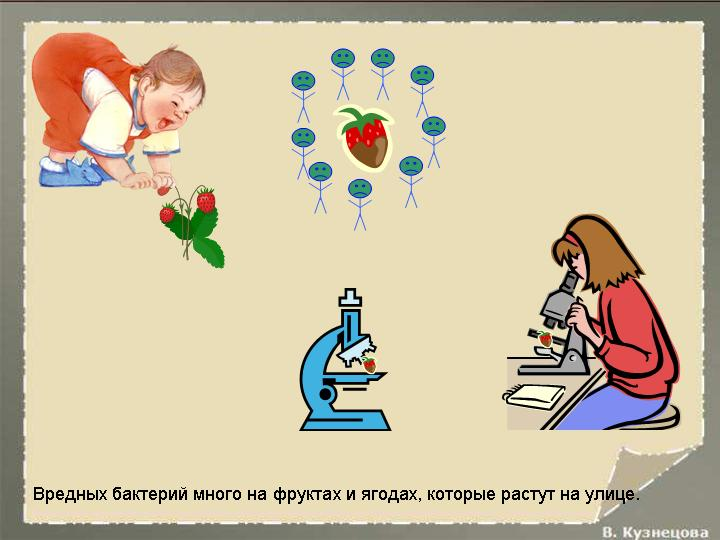 Вредных бактерий много на фруктах и ягодах, которые растут на улице.
В. Кузнецова